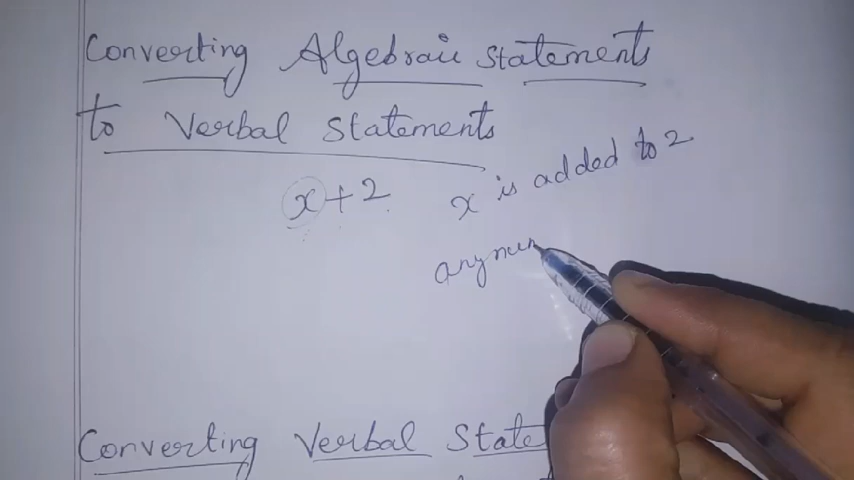 Converting Algebraic Statements
to Verbal Statements
x + 2 x is added to 2
any num
Converting Verbal State